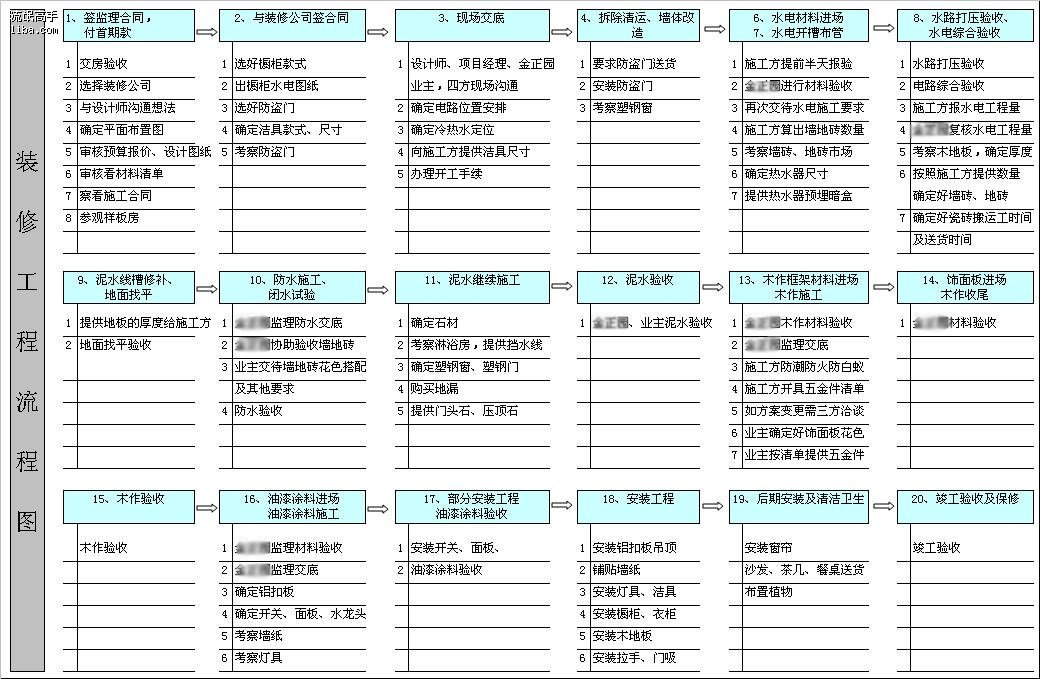 流氓高手
liba.com
装修工程流程图
1、签监理合同，
付首期款
1 交房验收
2 选择装修公司
3 与设计师沟通想法
4 确定平面布置图
5 审核预算报价、设计图纸
6 审核看材料清单
7 察看施工合同
8 参观样板房
2、与装修公司签合同
1 选好橱柜款式
2 出橱柜水电图纸
3 选好防盗门
4 确定洁具款式、尺寸
5 考察防盗门
3、现场交底
1 设计师、项目经理、金正园
业主，四方现场沟通
2 确定电路位置安排
3 确定冷热水定位
4 向施工方提供洁具尺寸
5 办理开工手续
4、拆除清运、墙体改
造
1 要求防盗门送货
2 安装防盗门
3 考察塑钢窗
6、水电材料进场
7、水电开槽布管
1 施工方提前半天报验
2 进行材料验收
3 再次交待水电施工要求
4 施工方算出墙地砖数量
5 考察墙砖、地砖市场
6 确定热水器尺寸
7 提供热水器预埋暗盒
8、水路打压验收、
水电综合验收
1 水路打压验收
2 电路综合验收
3 施工方报水电工程量
4 复核水电工程量
5 考察木地板，确定厚度
6 按照施工方提供数量
确定好墙砖、地砖
7 确定好瓷砖搬运工时间
及送货时间
9、泥水线槽修补、
地面找平
1 提供地板的厚度给施工方
2 地面找平验收
10、防水施工、
闭水试验
1 监理防水交底
2 协助验收墙地砖
3 业主交待墙地砖花色搭配
及其他要求
4 防水验收
11、泥水继续施工
1 确定石材
2 考察淋浴房，提供挡水线
3 确定塑钢窗、塑钢门
4 购买地漏
5 提供门头石、压顶石
12、泥水验收
1 、业主泥水验收
13、木作框架材料进场
木作施工
1 木作材料验收
2 监理交底
3 施工方防潮防火防白蚁
4 施工方开具五金件清单
5 如方案变更需三方洽谈
6 业主确定好饰面板花色
7 业主按清单提供五金件
14、饰面板进场
木作收尾
1 材料验收
15、木作验收
木作验收
16、油漆涂料进场
油漆涂料施工
1 监理材料验收
2 监理交底
3 确定铝扣板
4 确定开关、面板、水龙头
5 考察墙纸
6 考察灯具
17、部分安装工程
油漆涂料验收
1 安装开关、面板、
2 油漆涂料验收
18、安装工程
1 安装铝扣板吊顶
2 铺贴墙纸
3 安装灯具、洁具
4 安装橱柜、衣柜
5 安装木地板
6 安装拉手、门吸
19、后期安装及清洁卫生
安装窗帘
沙发、茶几、餐桌送货
布置植物
20、竣工验收及保修
竣工验收